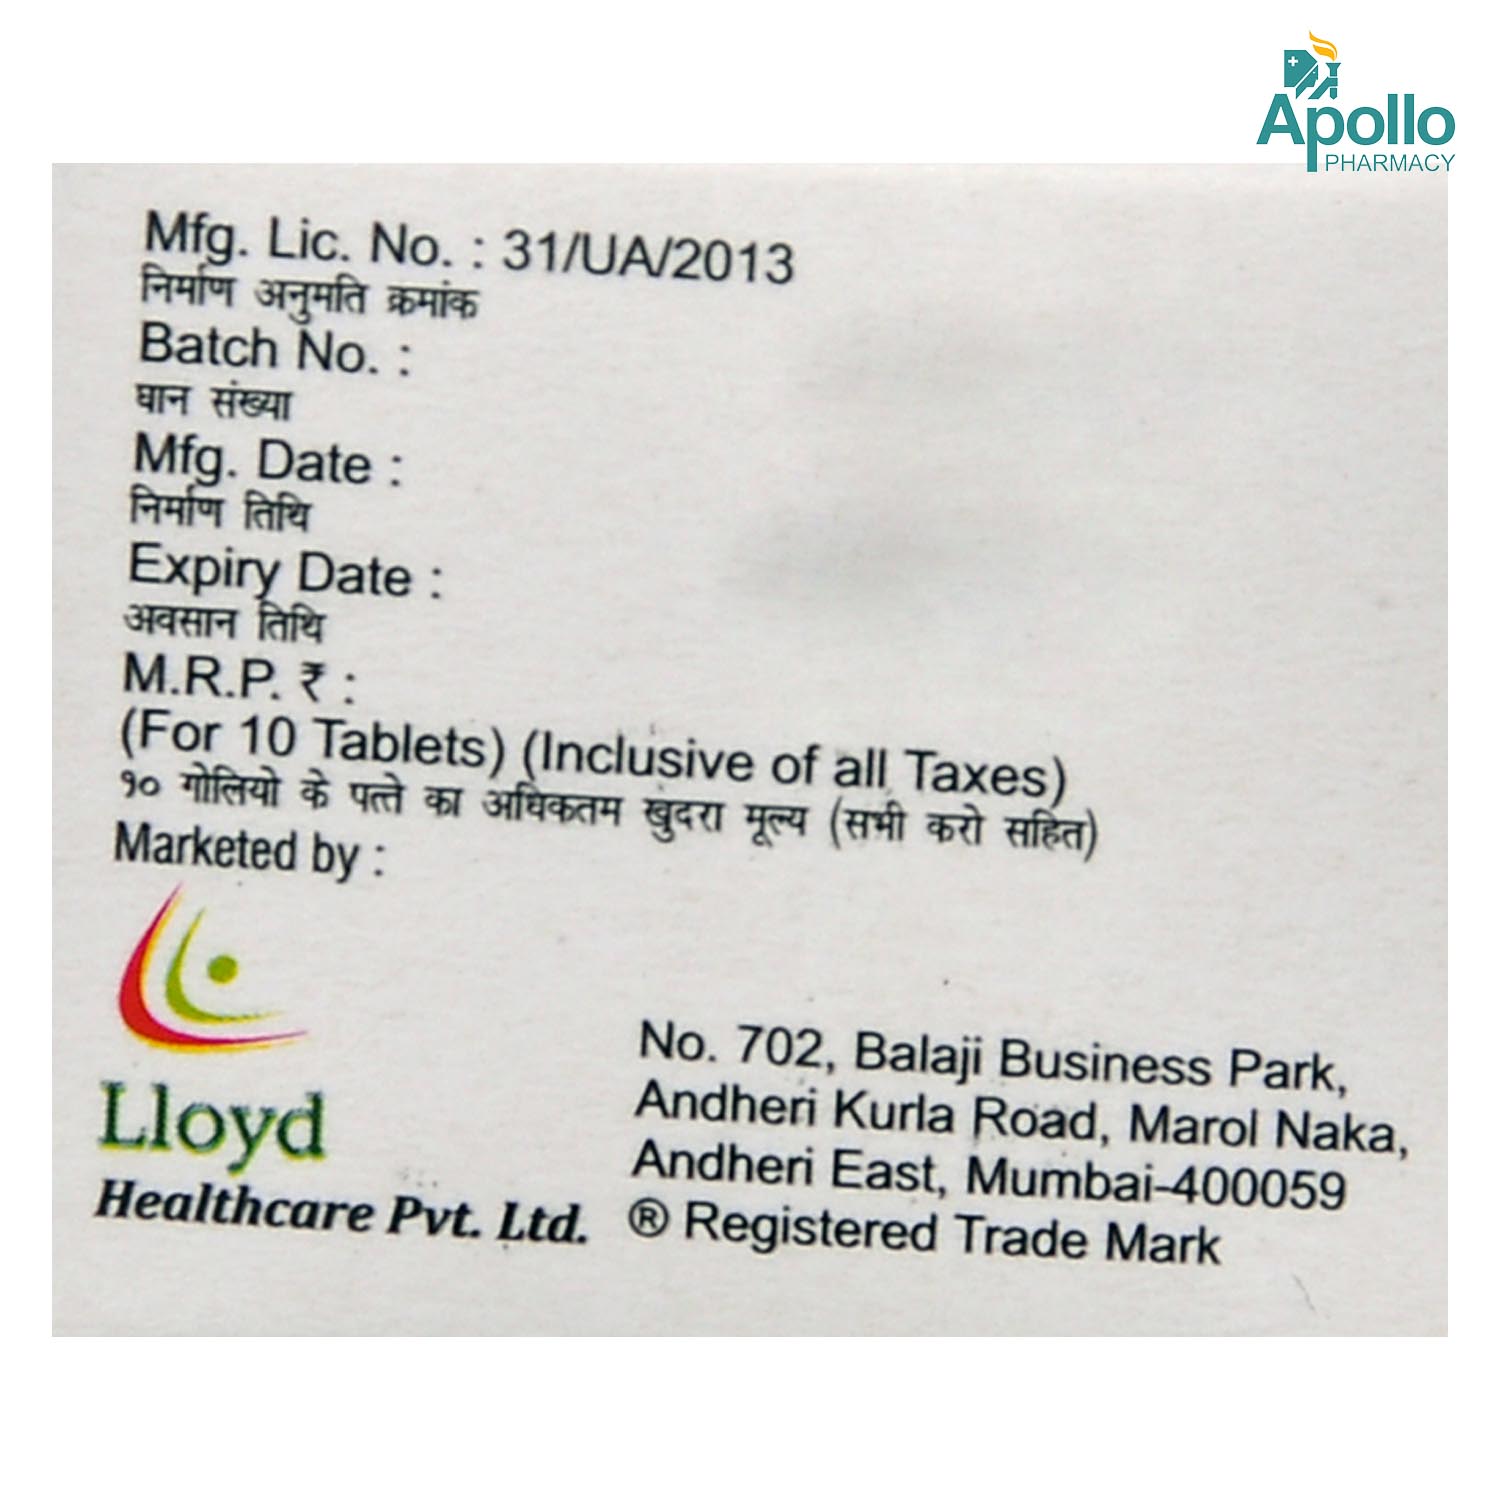 Apollo
PHARMACY
Mfg. Lic. No. : 31/UA/2013
निर्माण अनुमति क्रमांक
Batch No. :
घान संख्या
Mfg. Date :
निर्माण तिथि
Expiry Date :
अवसान तिथि
M.R.P. ₹ :
(For 10 Tablets) (Inclusive of all Taxes)
१० गोलियो के पत्ते का अधिकतम खुदरा मूल्य (सभी करो सहित)
Marketed by :
Lloyd
Healthcare Pvt. Ltd.
No. 702, Balaji Business Park,
Andheri Kurla Road, Marol Naka,
Andheri East, Mumbai-400059
® Registered Trade Mark